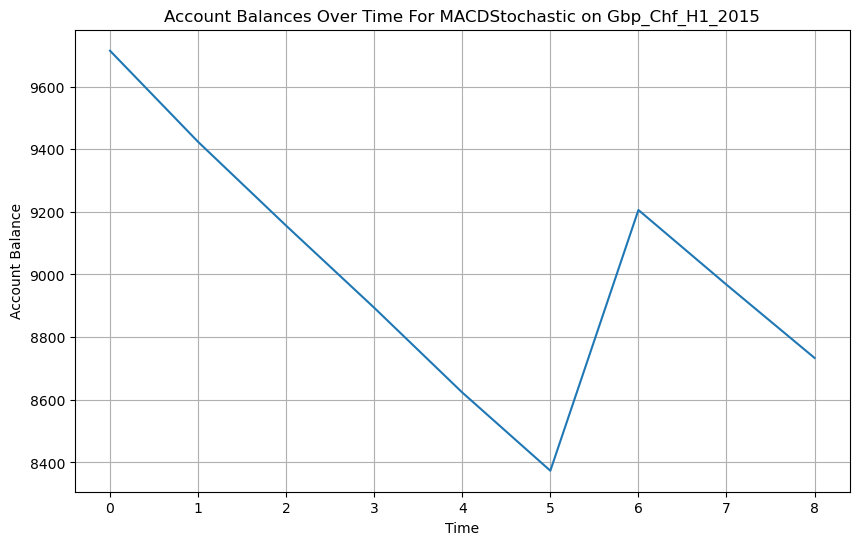 Account Balances Over Time For MACDStochastic on Gbp_Chf_H1_2015
Account Balance
9600
9400
9200
9000
8800
8600
8400
0 1 2 3 4 5 6 7 8
Time